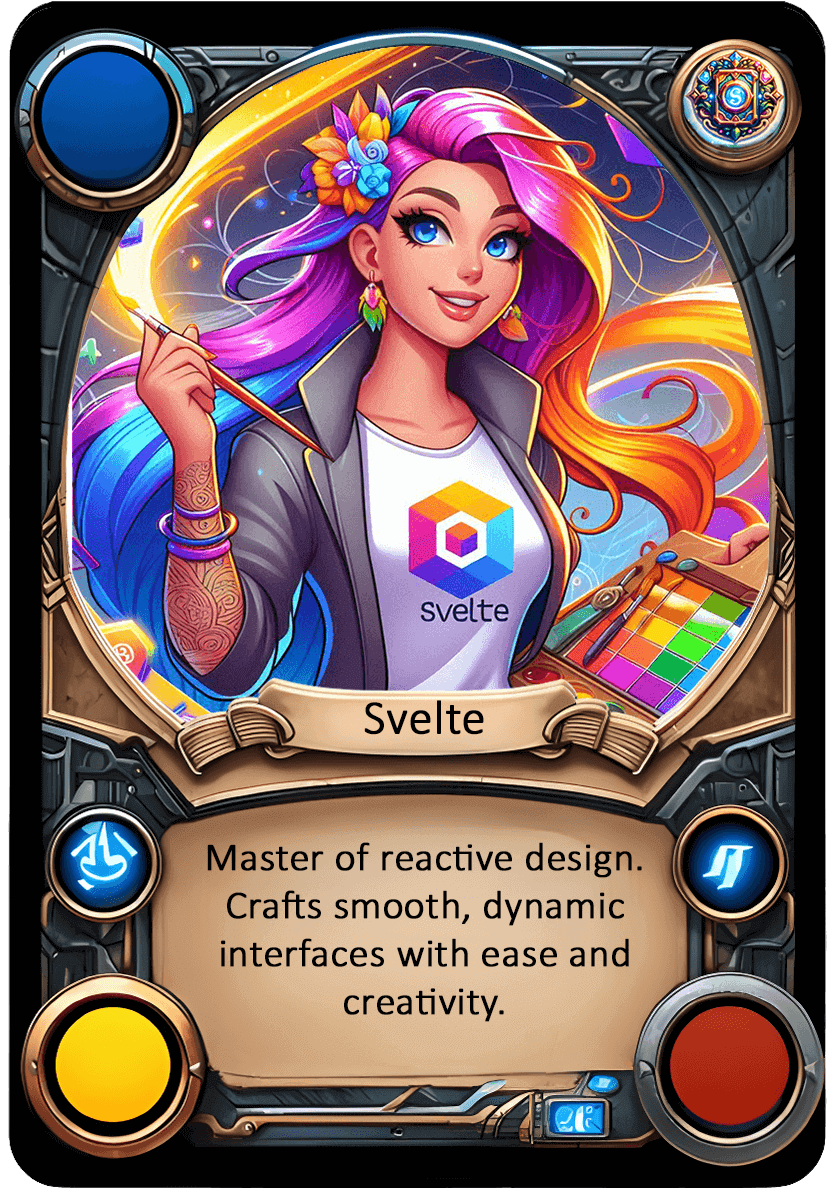 S
svelte
Svelte
Master of reactive design.
Crafts smooth, dynamic
interfaces with ease and
creativity.